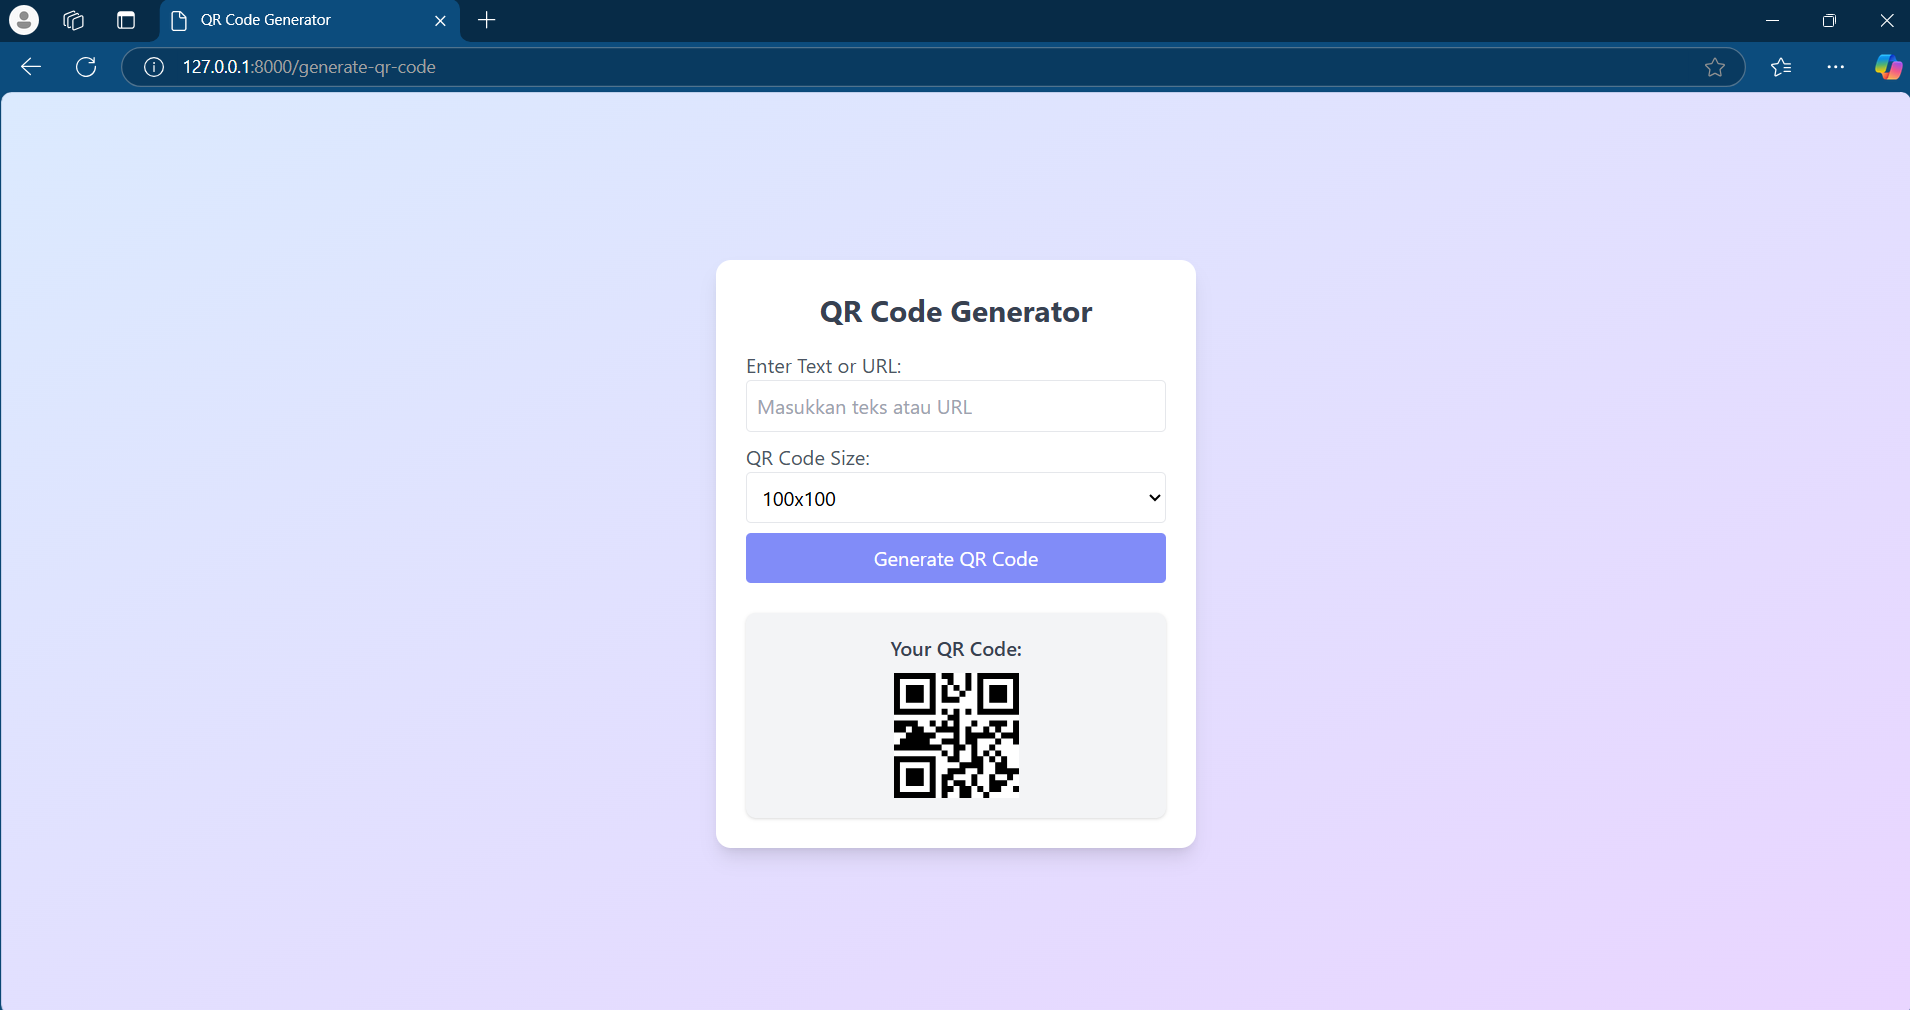 QR Code Generator
127.0.0.1:8000/generate-qr-code
QR Code Generator
Enter Text or URL:
Masukkan teks atau URL
QR Code Size:
100x100
Generate QR Code
Your QR Code: